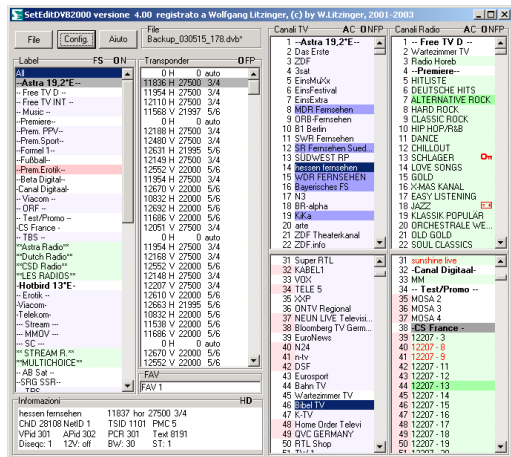 SetEditDVB2000 versione 4.00 registrato a Wolfgang Litzinger, (c) by W.Litzinger, 2001-2003
File
Config.
Aiuto
File
Backup_030515_178.dvb*
Label FS ON
All
--Astra 19,2°E--
-- Free TV D --
-- Free TV INT --
-- Music --
--Premiere--
--Prem. PPV--
--Prem.Sport--
--Formel 1--
--Fußball--
--Prem.Erotik--
--Beta Digital--
-Canal Digitaal-
-- Viacom --
-- ORF --
-- Test/Promo --
-CS France -
-- TBS --
**Astra Radio**
**Dutch Radio**
**CSD Radio**
**LES RADIOS**
-Hotbird 13°E-
-- Erotik --
-Viacom-
-Telekom-
-- Stream --
--- MMOV --
--- SC ---
** STREAM R.**
**MULTICHOICE**
-- AB Sat --
--SRG SSR--
-- TPS
Transponder OFP
0 H 0 auto
11836 H 27500 3/4
11954 H 27500 3/4
12110 H 27500 3/4
11568 V 21997 5/6
0 H 0 auto
12188 H 27500 3/4
12480 V 27500 3/4
12631 V 21995 5/6
12149 H 27500 3/4
12552 V 22000 5/6
11954 H 27500 3/4
12670 V 22000 5/6
10832 H 22000 5/6
12692 H 22000 5/6
11686 V 22000 5/6
12051 V 27500 3/4
0 H 0 auto
11954 H 27500 3/4
12168 V 27500 3/4
12552 V 22000 5/6
12148 H 27500 3/4
12207 V 27500 3/4
12610 V 22000 5/6
12663 H 21995 5/6
10832 H 22000 5/6
11538 V 22000 5/6
11686 V 22000 5/6
0 H 0 auto
12670 V 22000 5/6
12552 V 22000 5/6
FAV
FAV 1
Informazioni HD-
hessen fernsehen 11837 hor 27500 3/4
ChID 28108 NetID 1 TSID 1101 PMC 5
VPid 301 APid 302 PCR 301 Text 8191
Diseqc: 1 12V: off BW: 30 ST: 1
Canali TV AC ONFP
1 --Astra 19,2°E--
2 Das Erste
3 ZDF
4 3sat
5 EinsMuXx
6 EinsFestival
7 EinsExtra
8 MDR Fernsehen
9 ORB-Fernsehen
10 B1 Berlin
11 SWR Fernsehen
12 SR Fernsehen Sued...
13 SÜDWEST RP
14 hessen fernsehen
15 WDR FERNSEHEN
16 Bayerisches FS
17 N3
18 BR-alpha
19 KiKa
20 arte
21 ZDF Theaterkanal
22 ZDF.info
31 Super RTL
32 KABEL1
33 VOX
34 TELE 5
35 XXP
36 ONTV Regional
37 NEUN LIVE Televisi...
38 Bloomberg TV Germ...
39 EuroNews
40 N24
41 n-tv
42 DSF
43 Eurosport
44 Bahn TV
45 Wartezimmer TV
46 Bibel TV
47 K-TV
48 Home Order Televi
49 QVC GERMANY
50 RTL Shop
51 TV 1
Canali Radio AC ONFP
1 -- Free TV D --
2 Wartezimmer TV
3 Radio Horeb
4 --Premiere--
5 HITLISTE
6 DEUTSCHE HITS
7 ALTERNATIVE ROCK
8 HARD ROCK
9 CLASSIC ROCK
10 HIP HOP/R&B
11 DANCE
12 CHILLOUT
13 SCHLAGER
14 LOVE SONGS
15 GOLD
16 X-MAS KANAL
17 EASY LISTENING
18 JAZZ
19 KLASSIK POPULÄR
20 ORCHESTRALE WE...
21 OLD GOLD
22 SOUL CLASSICS
31 sunshine live
32 -Canal Digitaal-
33 MM
34 -- Test/Promo --
35 MOSA 2
36 MOSA 3
37 MOSA 4
38 -CS France -
39 12207 - 3
40 12207 - 8
41 12207 - 9
42 12207 - 11
43 12207 - 12
44 12207 - 13
45 12207 - 14
46 12207 - 15
47 12207 - 16
48 12207 - 17
49 12207 - 18
50 12207 - 19
51 12207 - 20